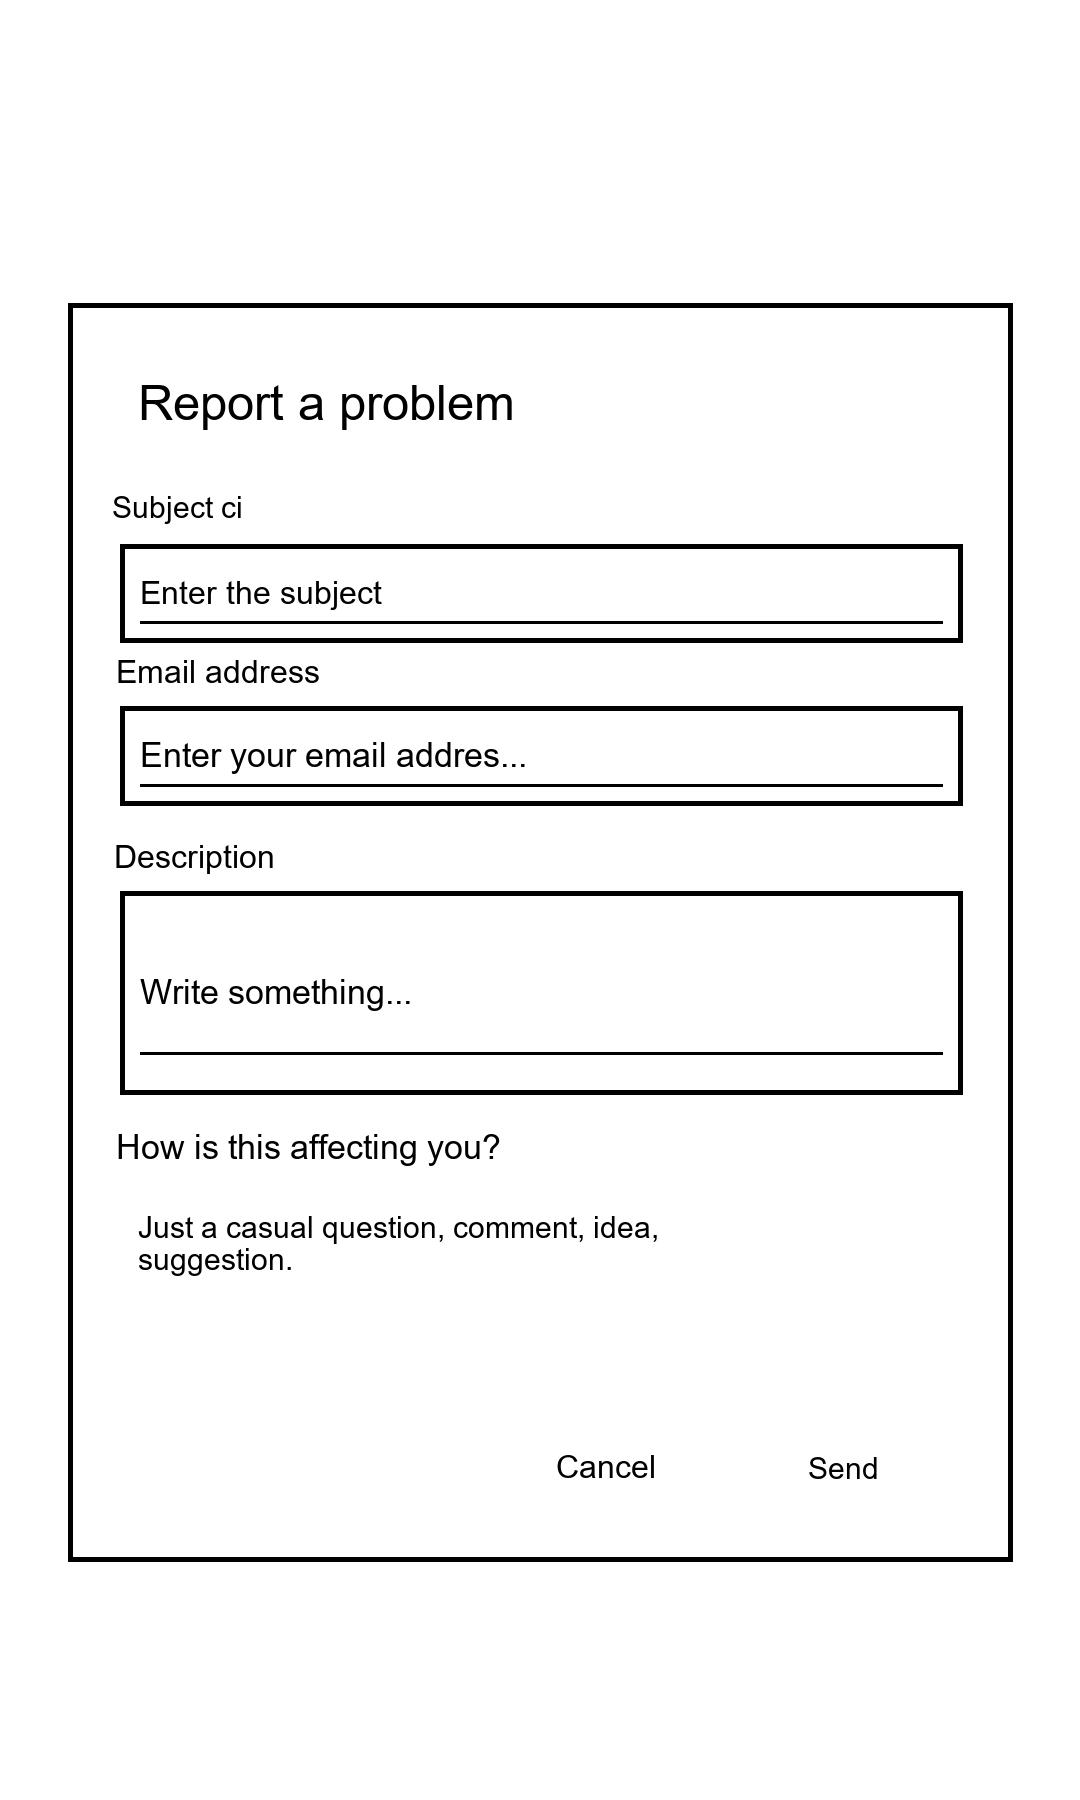 Report a problem
Subject ci
Enter the subject
Email address
Enter your email addres...
Description
Write something...
How is this affecting you?
Just a casual question, comment, idea,
suggestion.
Cancel
Send